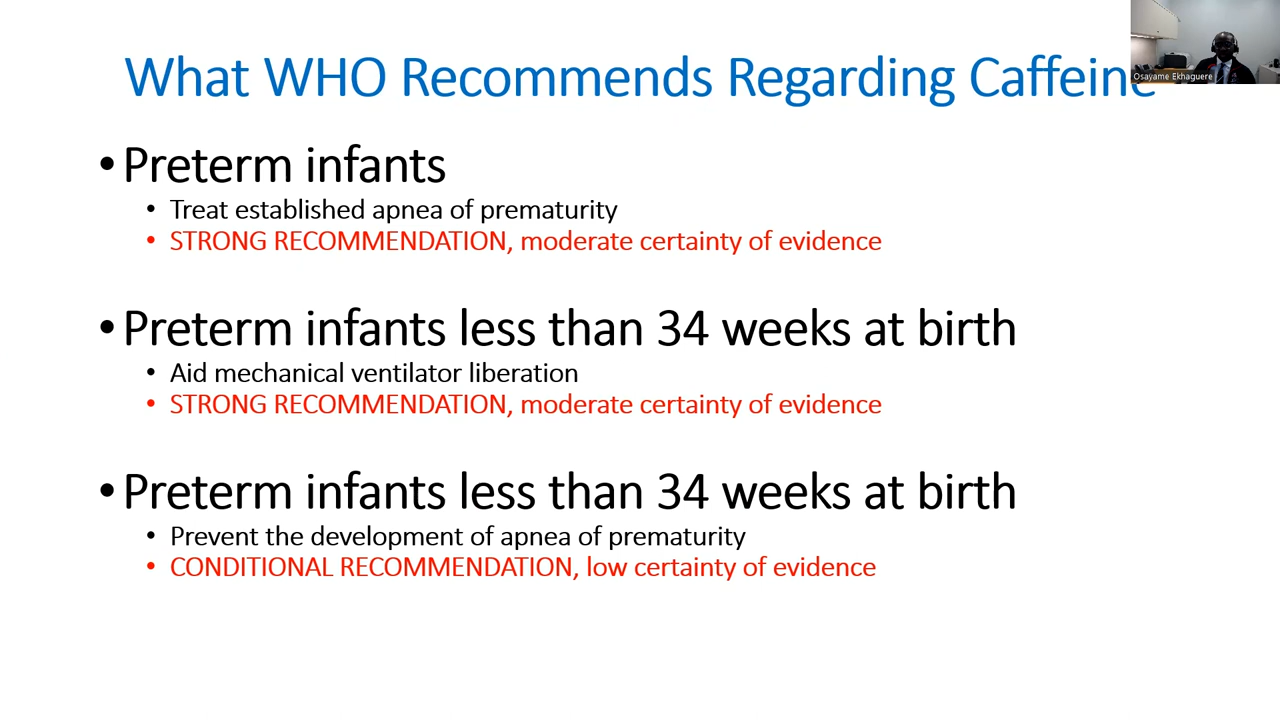 What WHO Recommends Regarding Caffeine
Osayame Ekhaguere
• Preterm infants
• Treat established apnea of prematurity
• STRONG RECOMMENDATION, moderate certainty of evidence
• Preterm infants less than 34 weeks at birth
• Aid mechanical ventilator liberation
• STRONG RECOMMENDATION, moderate certainty of evidence
• Preterm infants less than 34 weeks at birth
• Prevent the development of apnea of prematurity
• CONDITIONAL RECOMMENDATION, low certainty of evidence